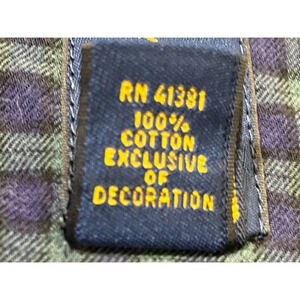 RN 41381
100%
COTTON
EXCLUSIVE
OF
DECORATION